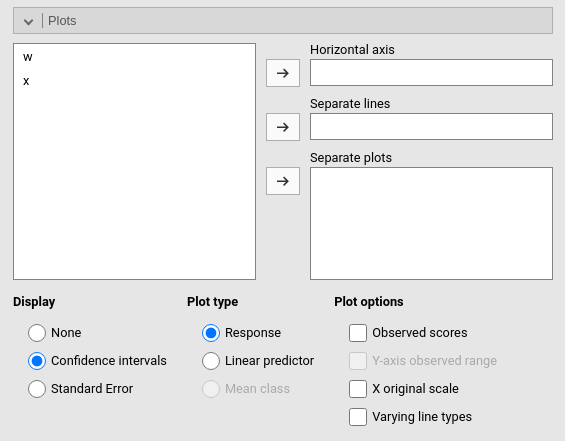 Plots
w
x
Horizontal axis
Separate lines
Separate plots
Display
None
Confidence intervals
Standard Error
Plot type
Response
Linear predictor
Mean class
Plot options
Observed scores
Y-axis observed range
X original scale
Varying line types